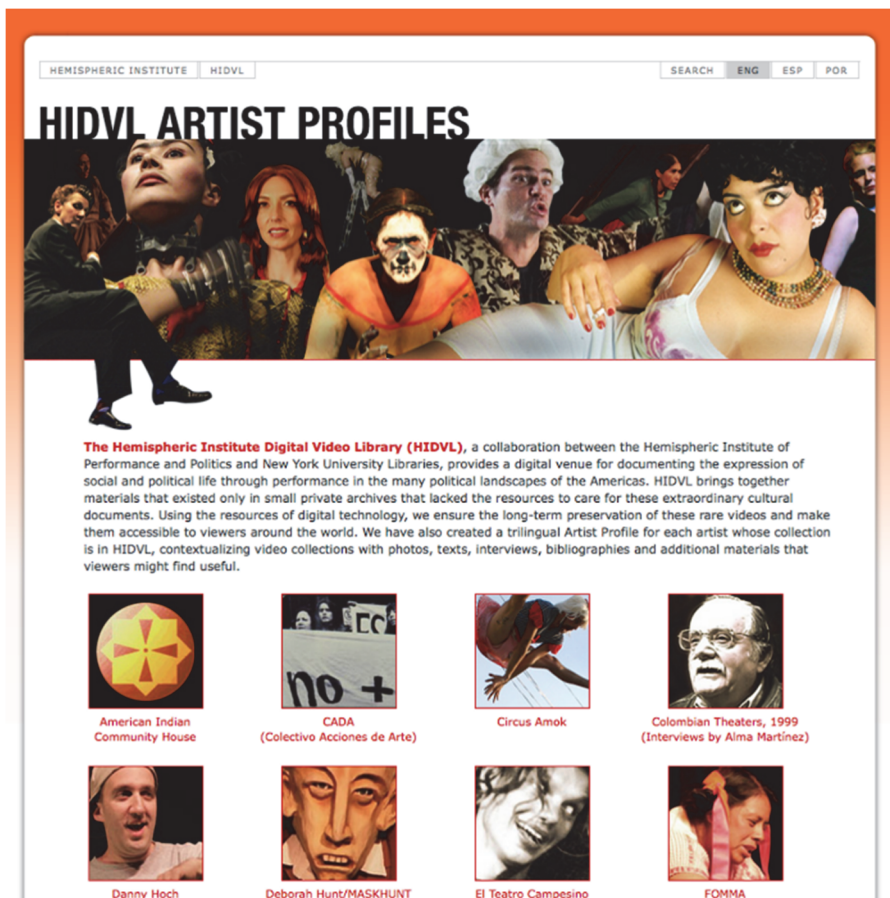 HEMISPHERIC INSTITUTE HIDVL SEARCH ENG ESP POR
HIDVL ARTIST PROFILES
The Hemispheric Institute Digital Video Library (HIDVL), a collaboration between the Hemispheric Institute of
Performance and Politics and New York University Libraries, provides a digital venue for documenting the expression of
social and political life through performance in the many political landscapes of the Americas. HIDVL brings together
materials that existed only in small private archives that lacked the resources to care for these extraordinary cultural
documents. Using the resources of digital technology, we ensure the long-term preservation of these rare videos and make
them accessible to viewers around the world. We have also created a trilingual Artist Profile for each artist whose collection
is in HIDVL, contextualizing video collections with photos, texts, interviews, bibliographies and additional materials that
viewers might find useful.
no +
American Indian
Community House
CADA
(Colectivo Acciones de Arte)
Circus Amok
Colombian Theaters, 1999
(Interviews by Alma Martínez)
Danny Hoch
Deborah Hunt/MASKHUNT
El Teatro Campesino
FOMMA